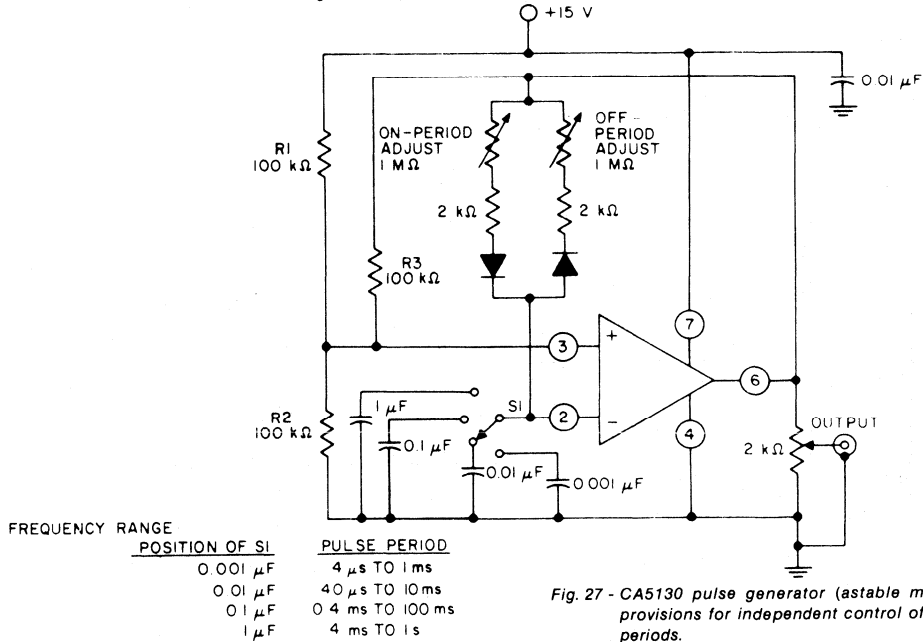 +15 V
0.01 μF
ON-PERIOD
ADJUST
1 MΩ
OFF-
PERIOD
ADJUST
1 MΩ
R1
100 kΩ
2 kΩ
2 kΩ
R3
100 kΩ
7
3
+
6
S1
2
−
4
OUTPUT
1 μF
R2
100 kΩ
0.1 μF
0.01 μF
0.001 μF
2 kΩ
FREQUENCY RANGE
POSITION OF S1 PULSE PERIOD
0.001 μF 4 μs TO 1 ms
0.01 μF 40 μs TO 10 ms
0.1 μF 0.4 ms TO 100 ms
1 μF 4 ms TO 1 s
Fig. 27 - CA5130 pulse generator (astable m
provisions for independent control of
periods.